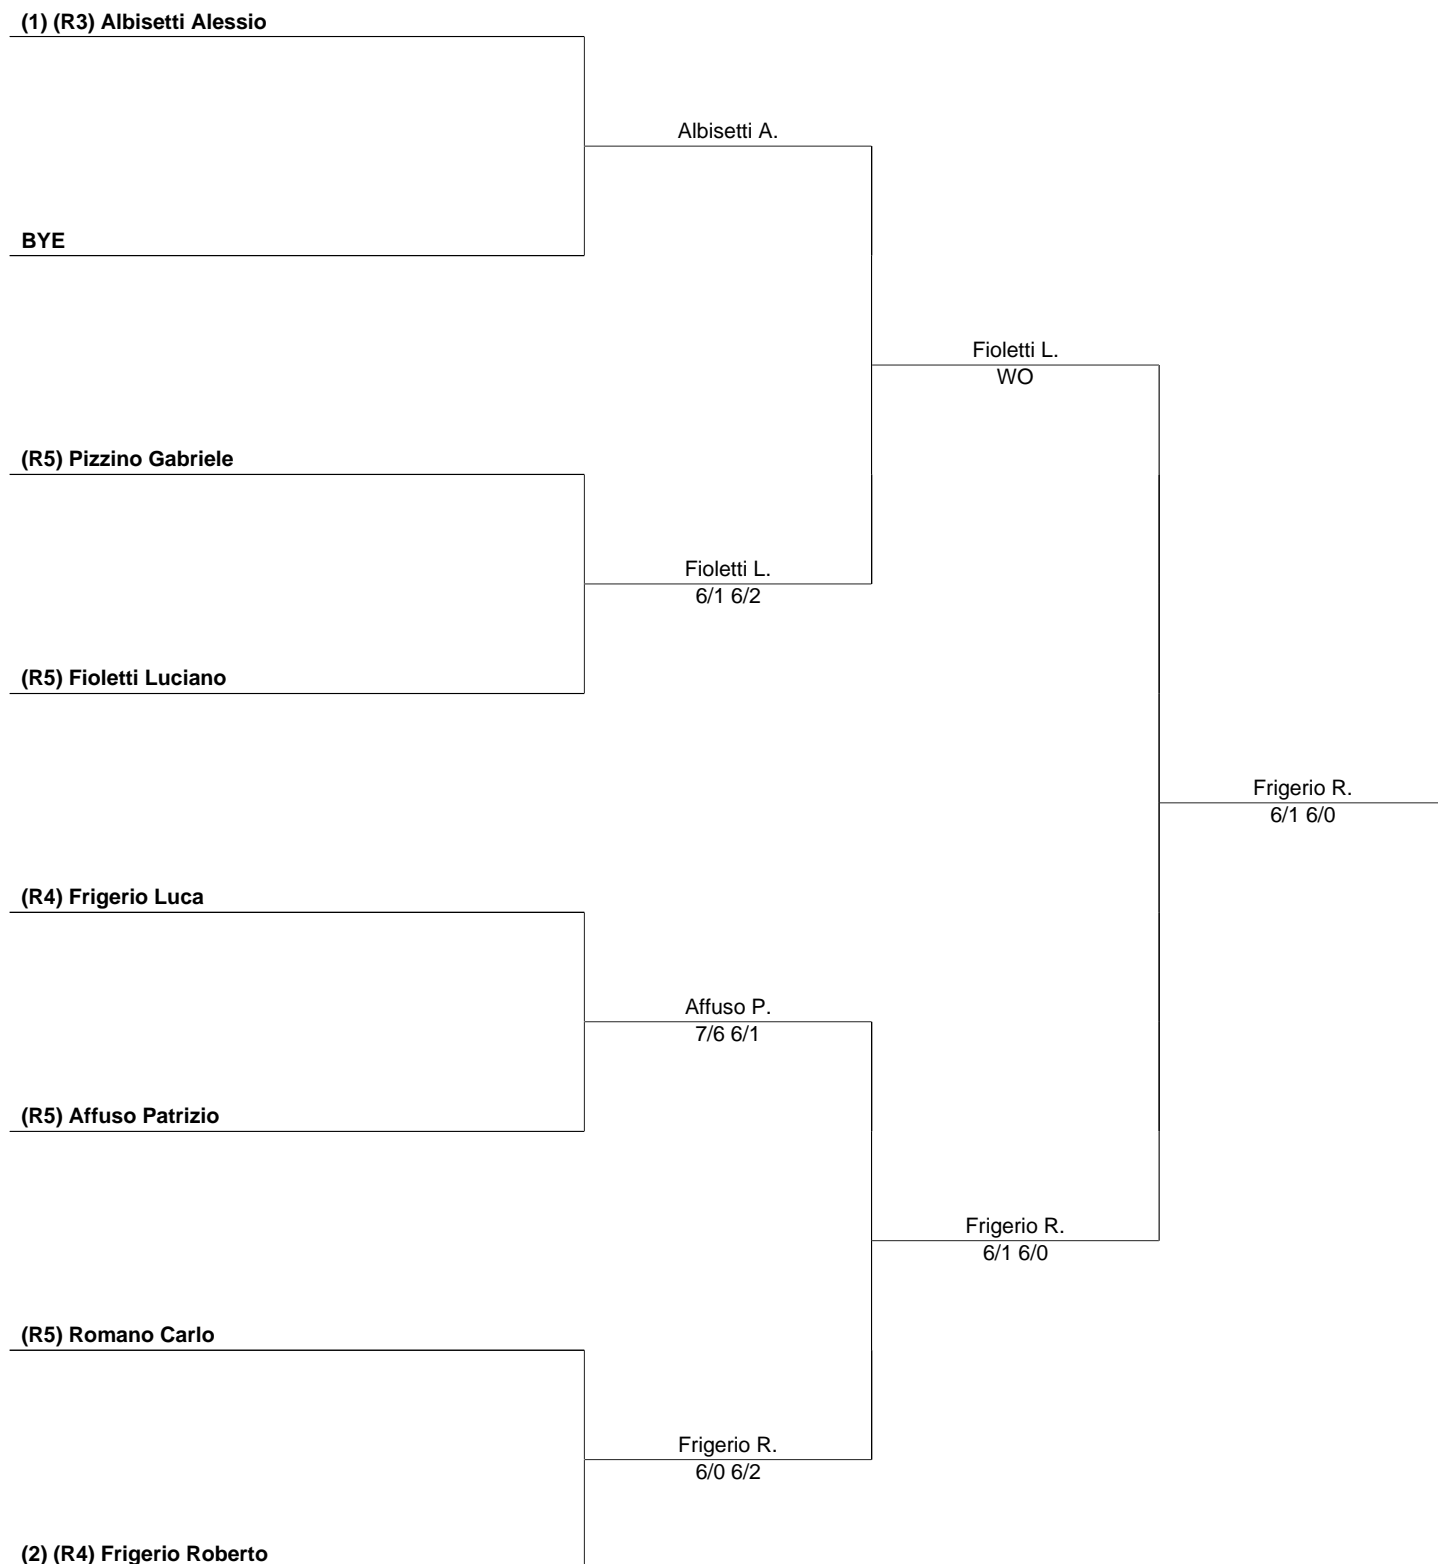 (1) (R3) Albisetti Alessio
Albisetti A.
BYE
Fioletti L.
WO
(R5) Pizzino Gabriele
Fioletti L.
6/1 6/2
(R5) Fioletti Luciano
Frigerio R.
6/1 6/0
(R4) Frigerio Luca
Affuso P.
7/6 6/1
(R5) Affuso Patrizio
Frigerio R.
6/1 6/0
(R5) Romano Carlo
Frigerio R.
6/0 6/2
(2) (R4) Frigerio Roberto